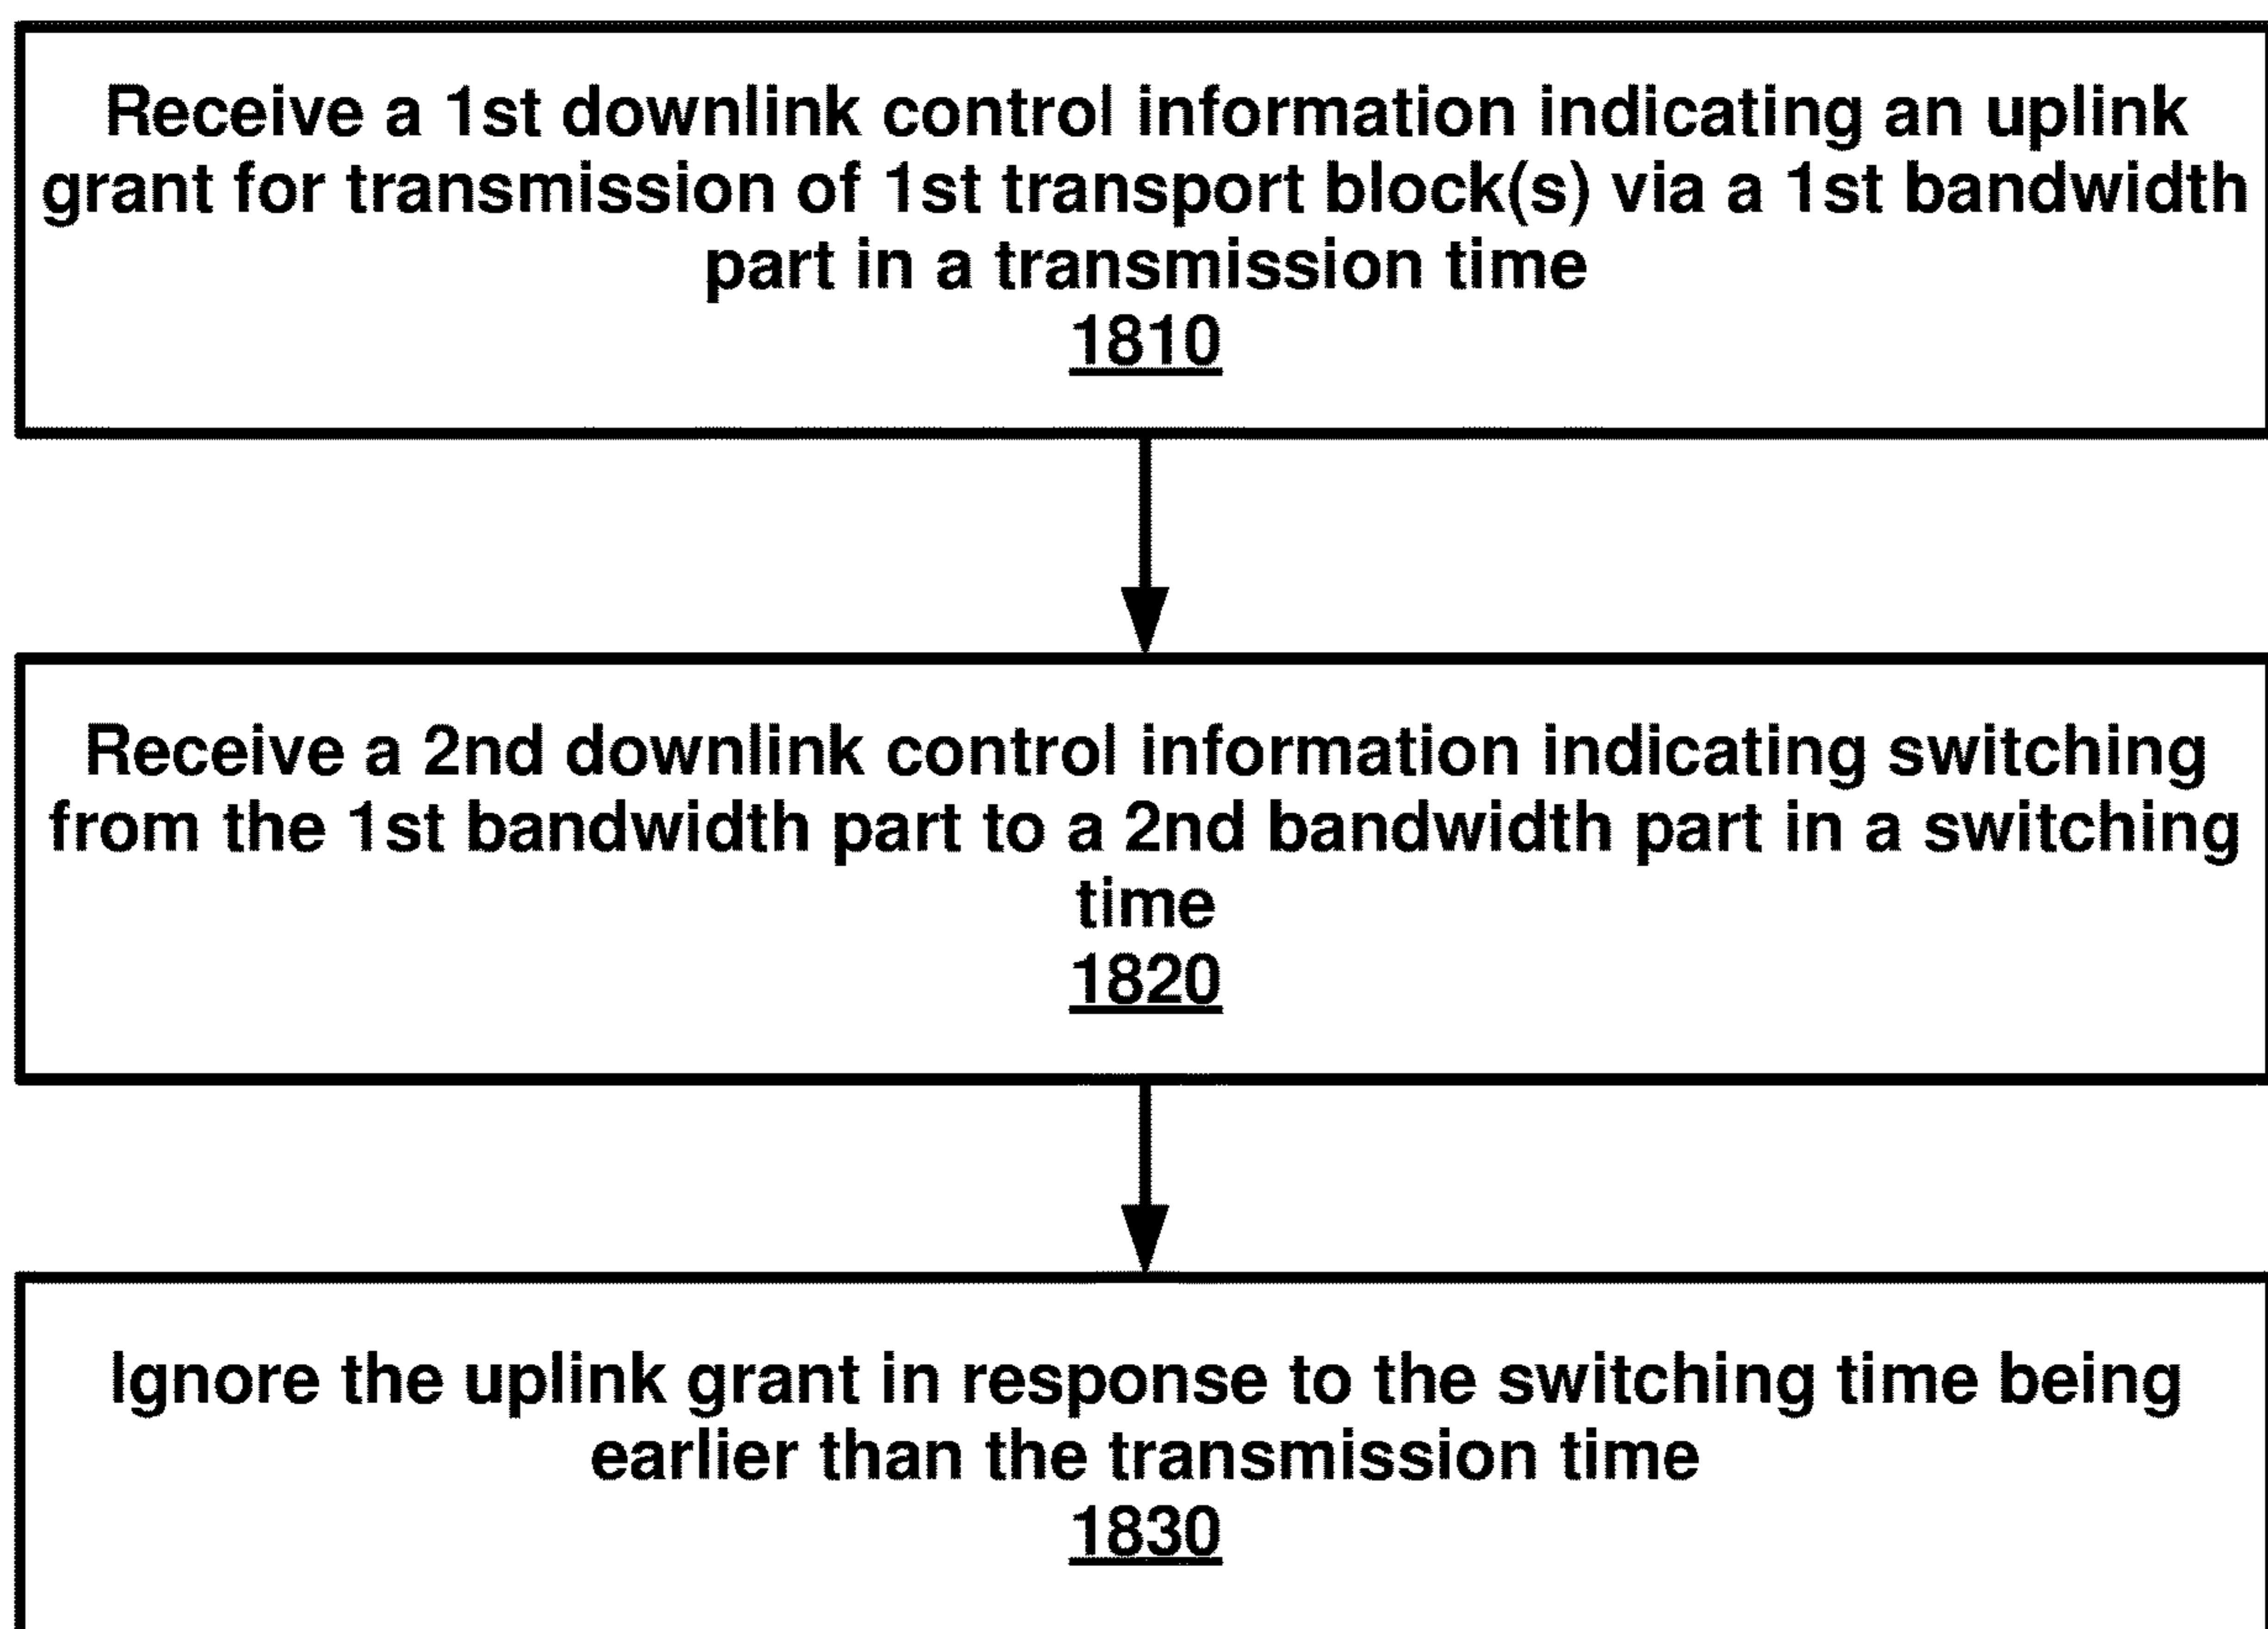 Receive a 1st downlink control information indicating an uplink
grant for transmission of 1st transport block(s) via a 1st bandwidth
part in a transmission time
1810
Receive a 2nd downlink control information indicating switching
from the 1st bandwidth part to a 2nd bandwidth part in a switching
time
1820
Ignore the uplink grant in response to the switching time being
earlier than the transmission time
1830